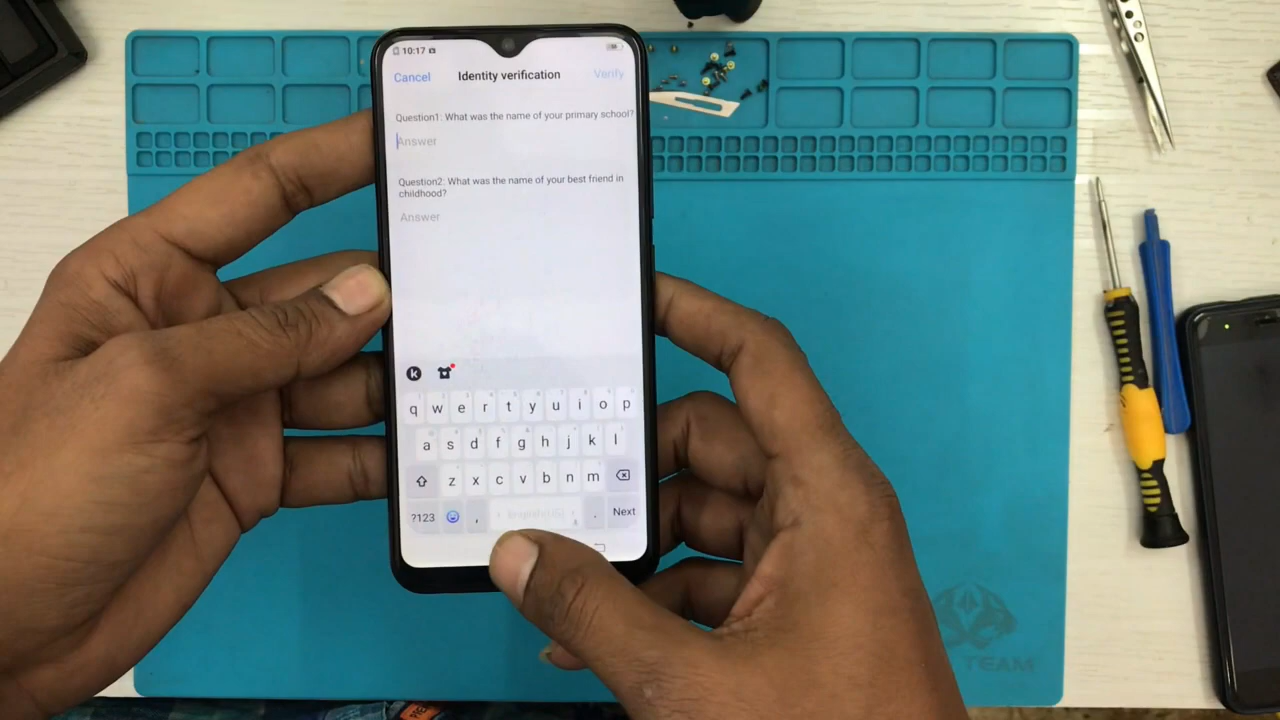 10:17
Cancel Identity verification Verify
Question1: What was the name of your primary school?
Answer
Question2: What was the name of your best friend in
childhood?
Answer
q w e r t y u i o p
a s d f g h j k l
z x c v b n m
?123 , . Next
TEAM